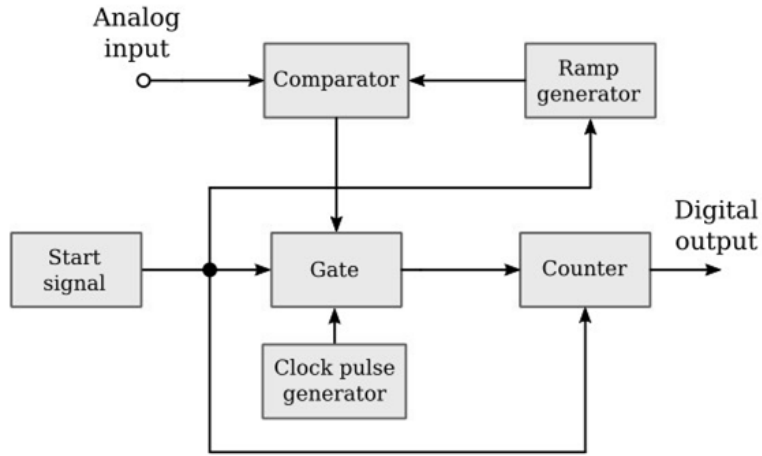 Analog
input
Comparator
Ramp
generator
Start
signal
Gate
Counter
Digital
output
Clock pulse
generator